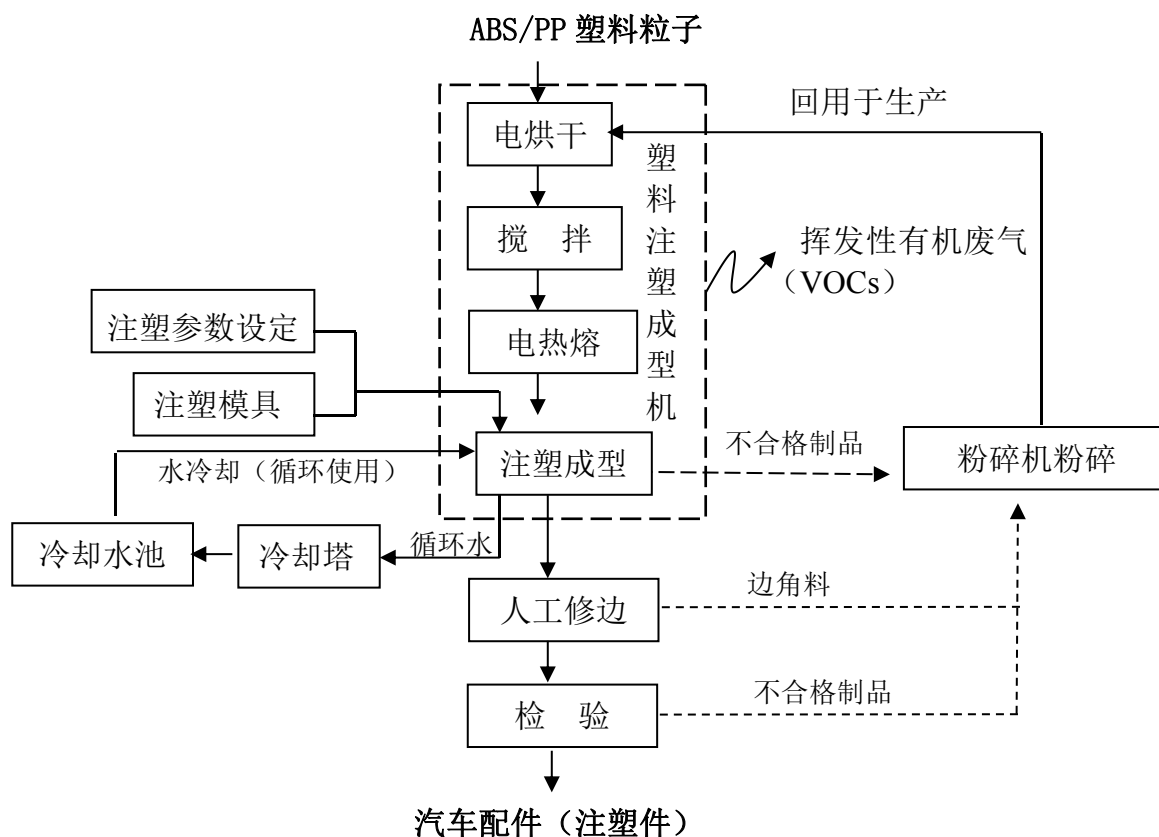 ABS/PP 塑料粒子
回用于生产
电烘干
塑料注塑成型机
搅 拌
挥发性有机废气
（VOCs）
注塑参数设定
电热熔
注塑模具
不合格制品
粉碎机粉碎
注塑成型
水冷却（循环使用）
循环水
冷却水池
冷却塔
边角料
人工修边
不合格制品
检 验
汽车配件（注塑件）